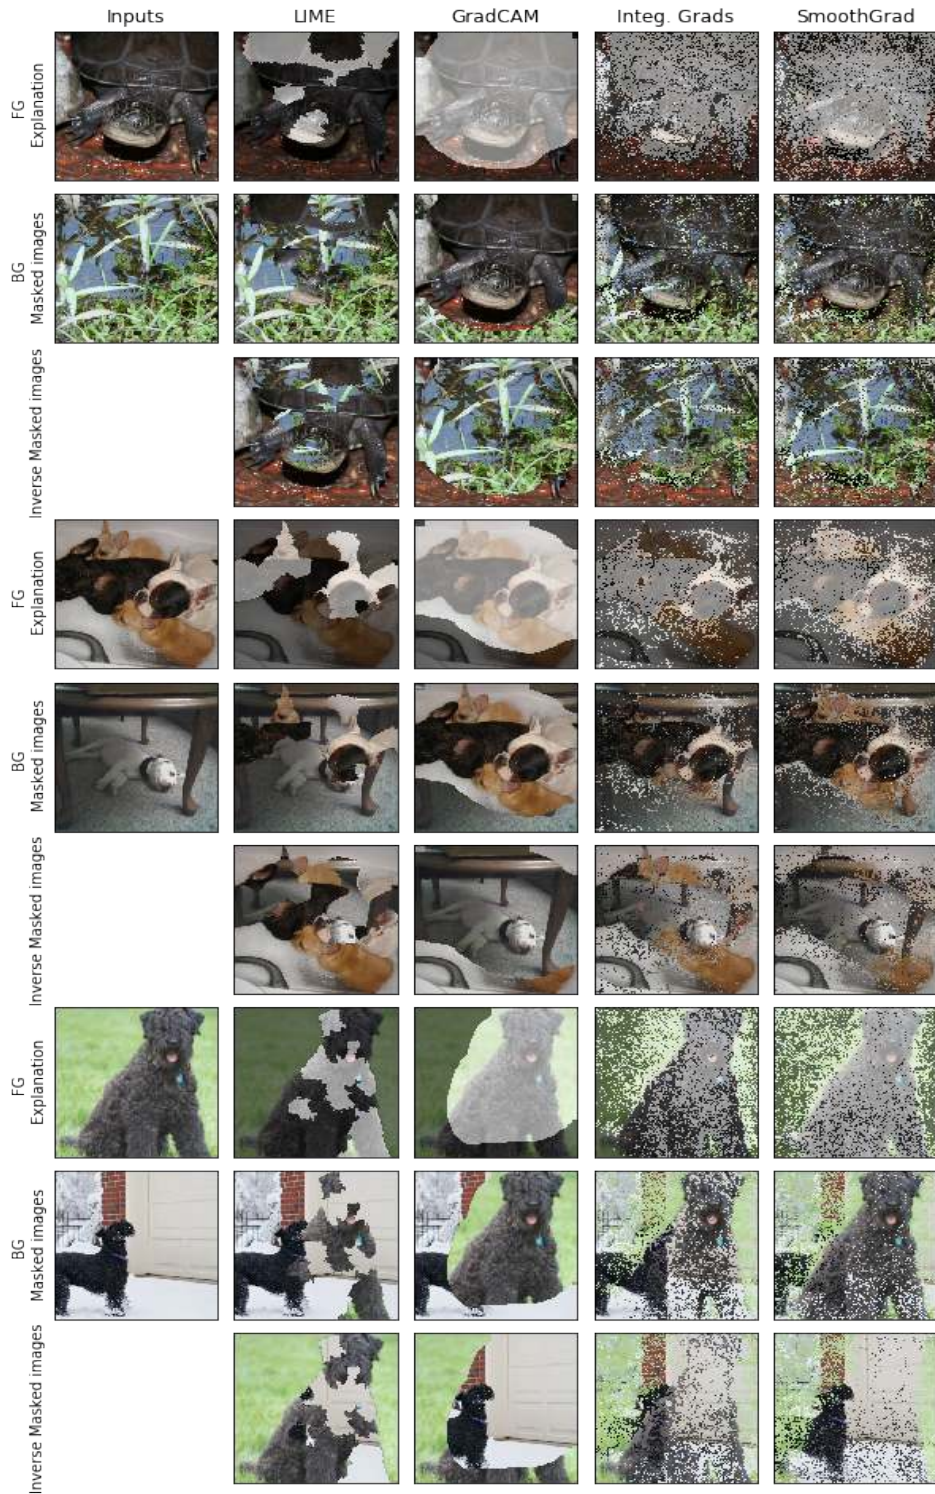 Inputs LIME GradCAM Integ. Grads SmoothGrad
FG
Explanation
BG
Masked images
Inverse Masked images
FG
Explanation
BG
Masked images
Inverse Masked images
FG
Explanation
BG
Masked images
Inverse Masked images